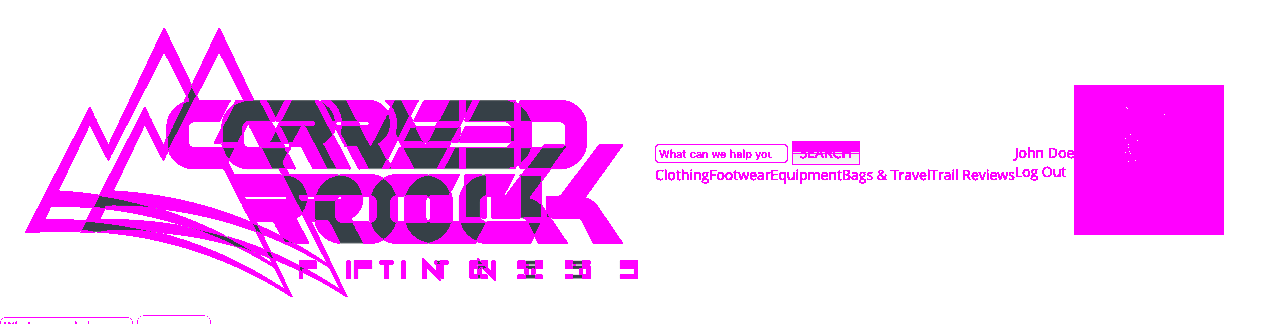 CARVED
ROCK
FITNESS
What can we help you
SEARCH
ClothingFootwearEquipmentBags & TravelTrail Reviews
John Doe
Log Out